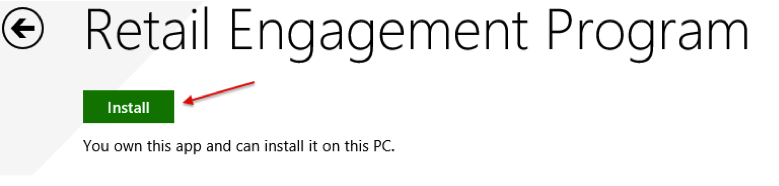 Retail Engagement Program
Install
You own this app and can install it on this PC.